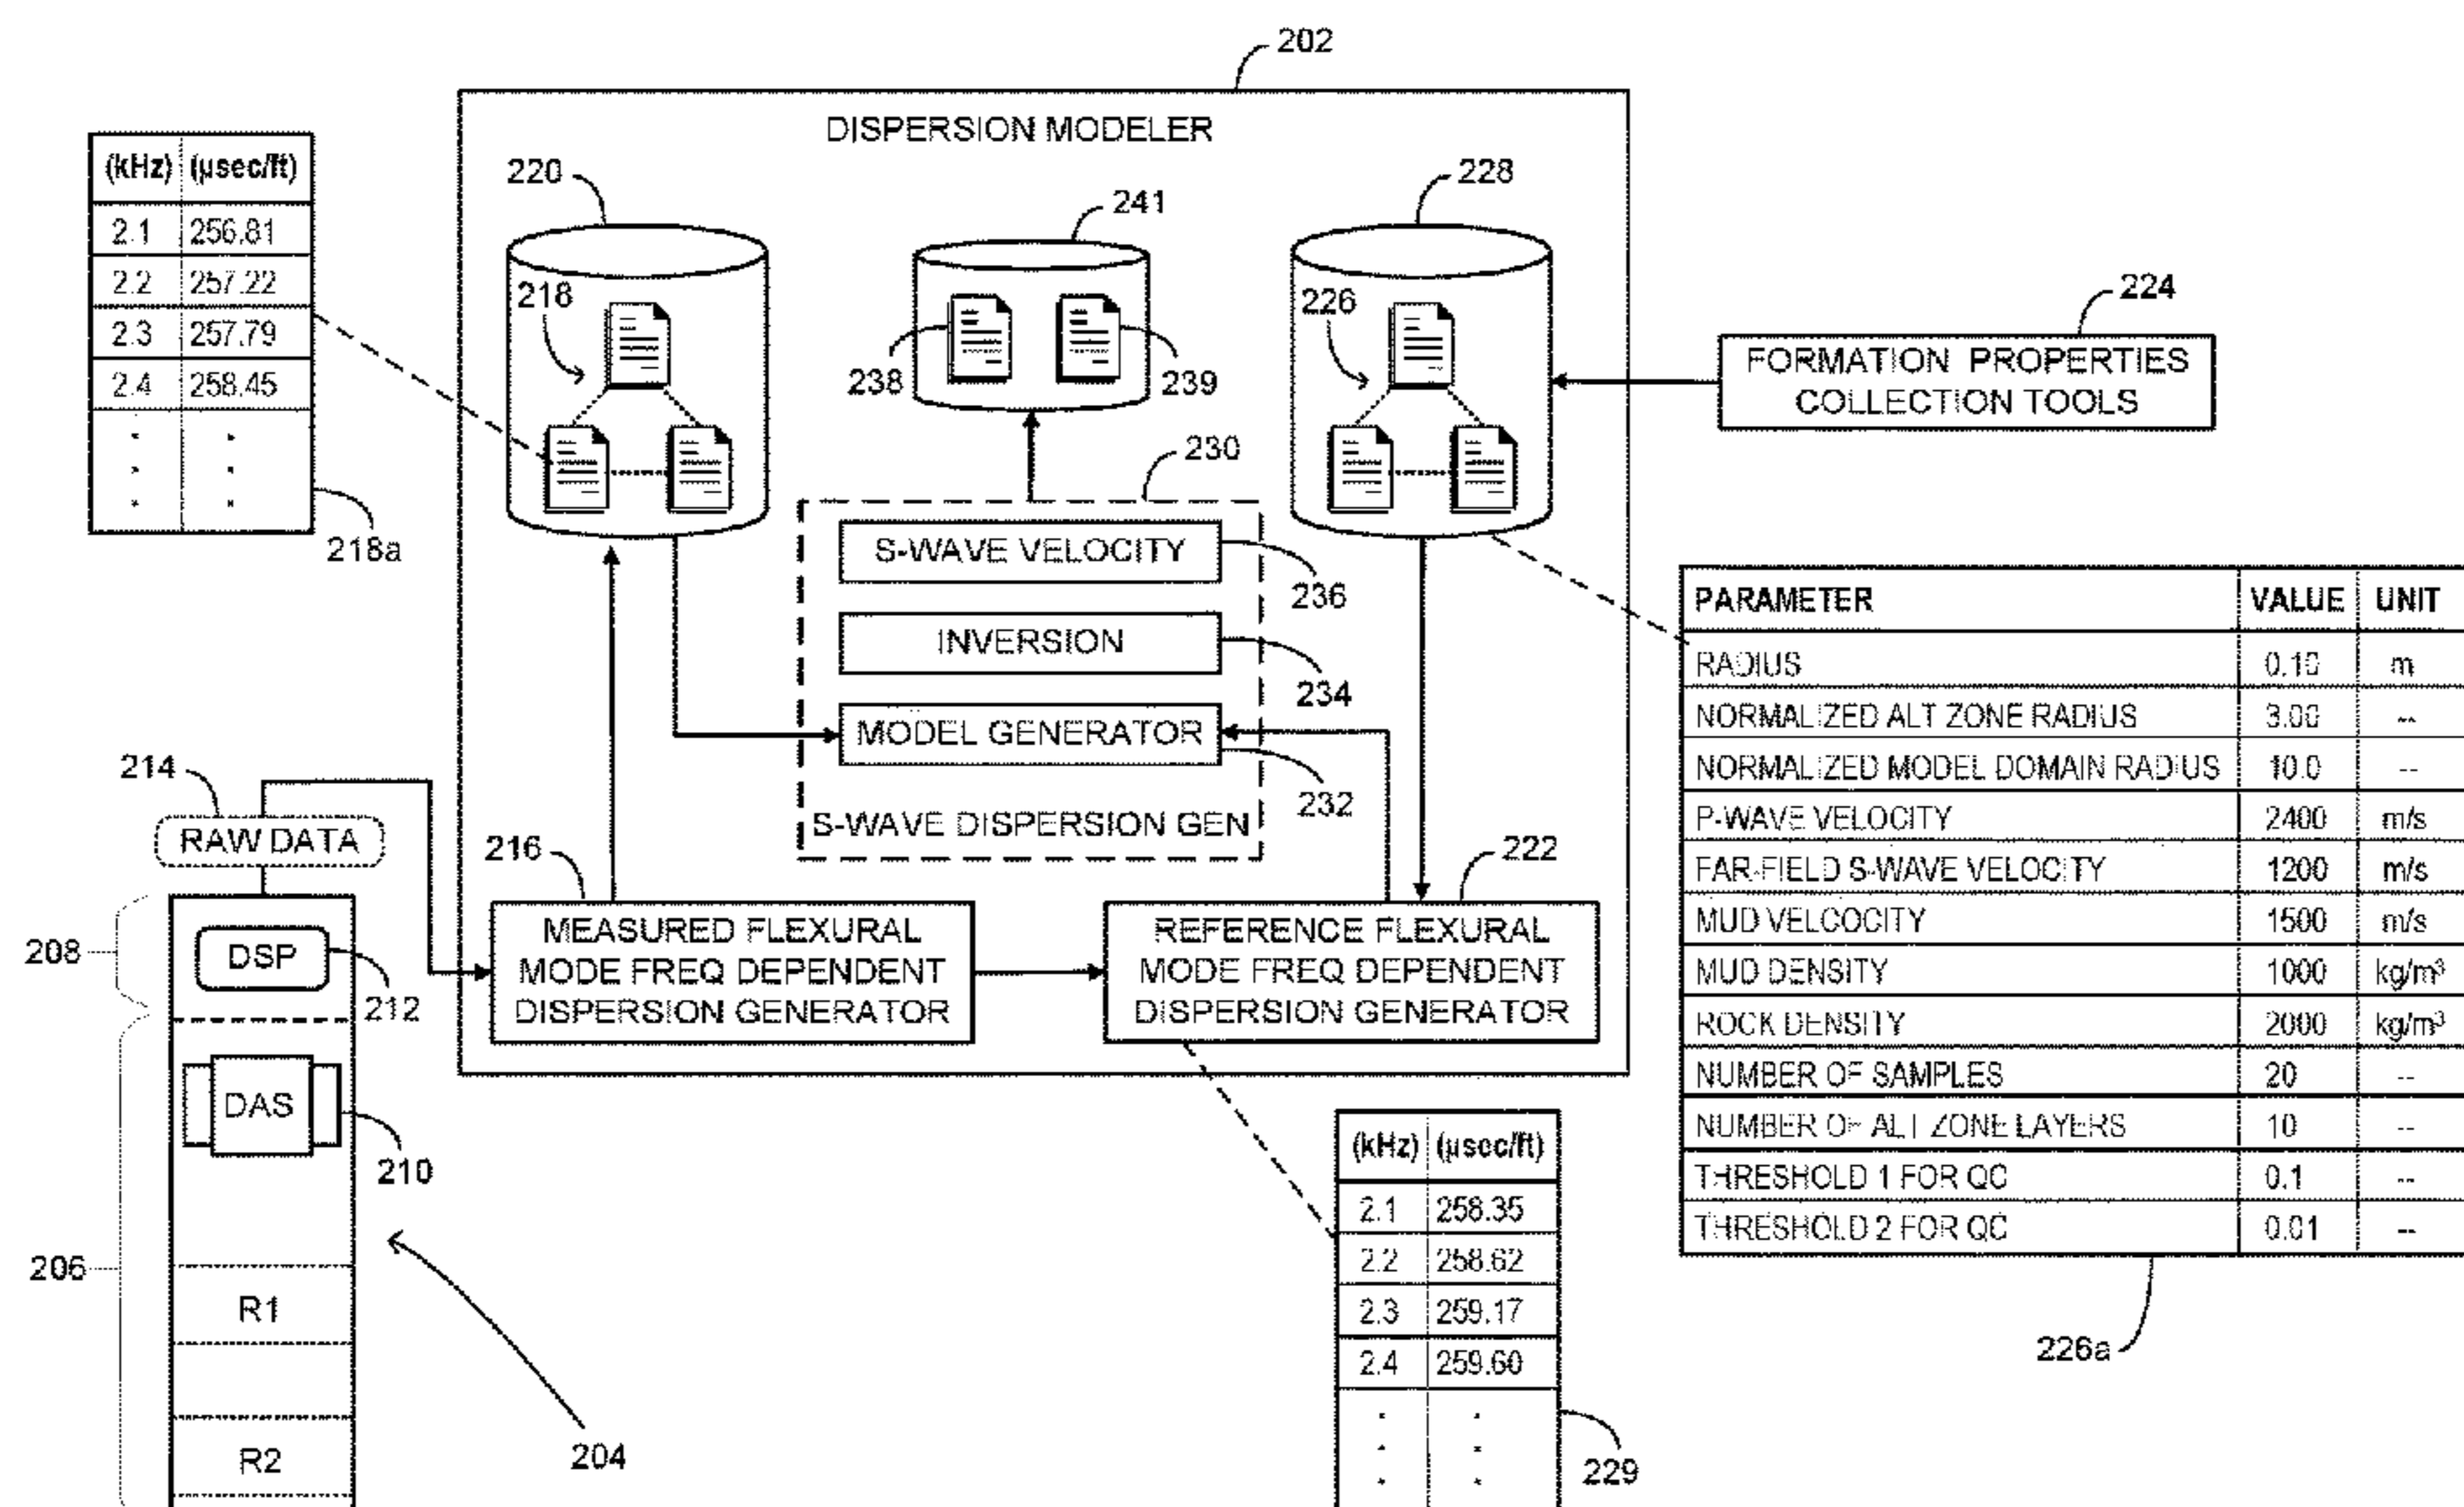 202
DISPERSION MODELER
(kHz) (µsec/ft)
2.1 256.81
2.2 257.22
2.3 257.79
2.4 258.45
218a
220
218
241
238
239
228
226
224
FORMATION PROPERTIES
COLLECTION TOOLS
230
S-WAVE VELOCITY
236
INVERSION
234
MODEL GENERATOR
232
S-WAVE DISPERSION GEN
PARAMETER VALUE UNIT
RADIUS 0.10 m
NORMALIZED ALT ZONE RADIUS 3.00 --
NORMALIZED MODEL DOMAIN RADIUS 10.0 --
P-WAVE VELOCITY 2400 m/s
FAR-FIELD S-WAVE VELOCITY 1200 m/s
MUD VELCOCITY 1500 m/s
MUD DENSITY 1000 kg/m³
ROCK DENSITY 2000 kg/m³
NUMBER OF SAMPLES 20 --
NUMBER OF ALT ZONE LAYERS 10 --
THRESHOLD 1 FOR QC 0.1 --
THRESHOLD 2 FOR QC 0.01 --
226a
214
RAW DATA
216
MEASURED FLEXURAL
MODE FREQ DEPENDENT
DISPERSION GENERATOR
222
REFERENCE FLEXURAL
MODE FREQ DEPENDENT
DISPERSION GENERATOR
208
DSP
212
DAS
210
206
R1
R2
204
(kHz) (µsec/ft)
2.1 258.35
2.2 258.62
2.3 259.17
2.4 259.60
229